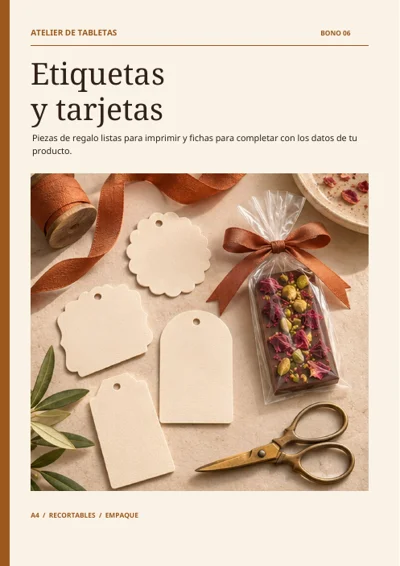 ATELIER DE TABLETAS
BONO 06
Etiquetas
y tarjetas
Piezas de regalo listas para imprimir y fichas para completar con los datos de tu
producto.
A4 / RECORTABLES / EMPAQUE